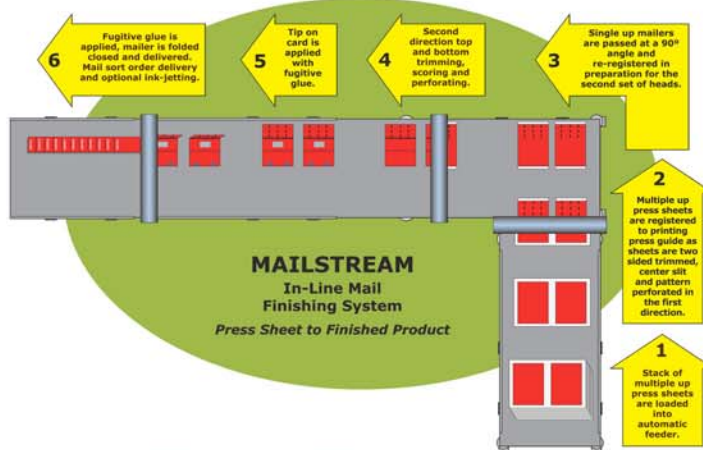 6
Fugitive glue is
applied, mailer is folded
closed and delivered.
Mail sort order delivery
and optional ink-jetting.
5
Tip on
card is
applied
with
fugitive
glue.
4
Second
direction top
and bottom
trimming,
scoring and
perforating.
3
Single up mailers
are passed at a 90º
angle and
re-registered in
preparation for the
second set of heads.
2
Multiple up
press sheets
are registered
to printing
press guide as
sheets are two
sided trimmed,
center slit
and pattern
perforated in
the first
direction.
1
Stack of
multiple up
press sheets
are loaded
into
automatic
feeder.
MAILSTREAM
In-Line Mail
Finishing System
Press Sheet to Finished Product